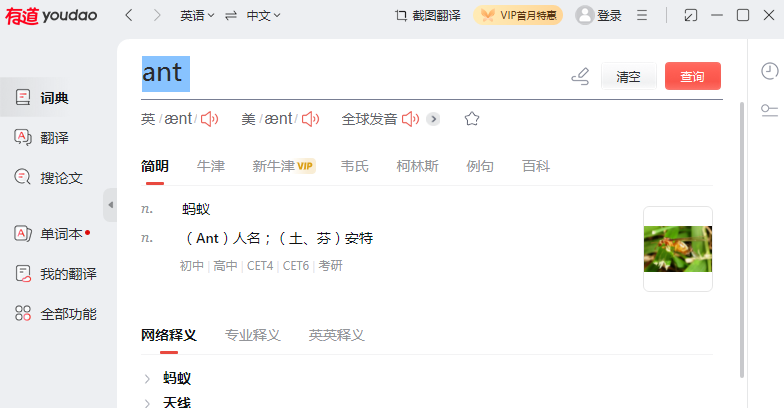 有道 youdao 英语 中文 截图翻译 VIP首月特惠 登录
ant 清空 查询
词典
英 / ænt / 美 / ænt / 全球发音
翻译
简明 牛津 新牛津 VIP 韦氏 柯林斯 例句 百科
搜论文
n. 蚂蚁
单词本
n. （Ant）人名；（土、芬）安特
初中 | 高中 | CET4 | CET6 | 考研
我的翻译
全部功能
网络释义 专业释义 英英释义
蚂蚁
天线